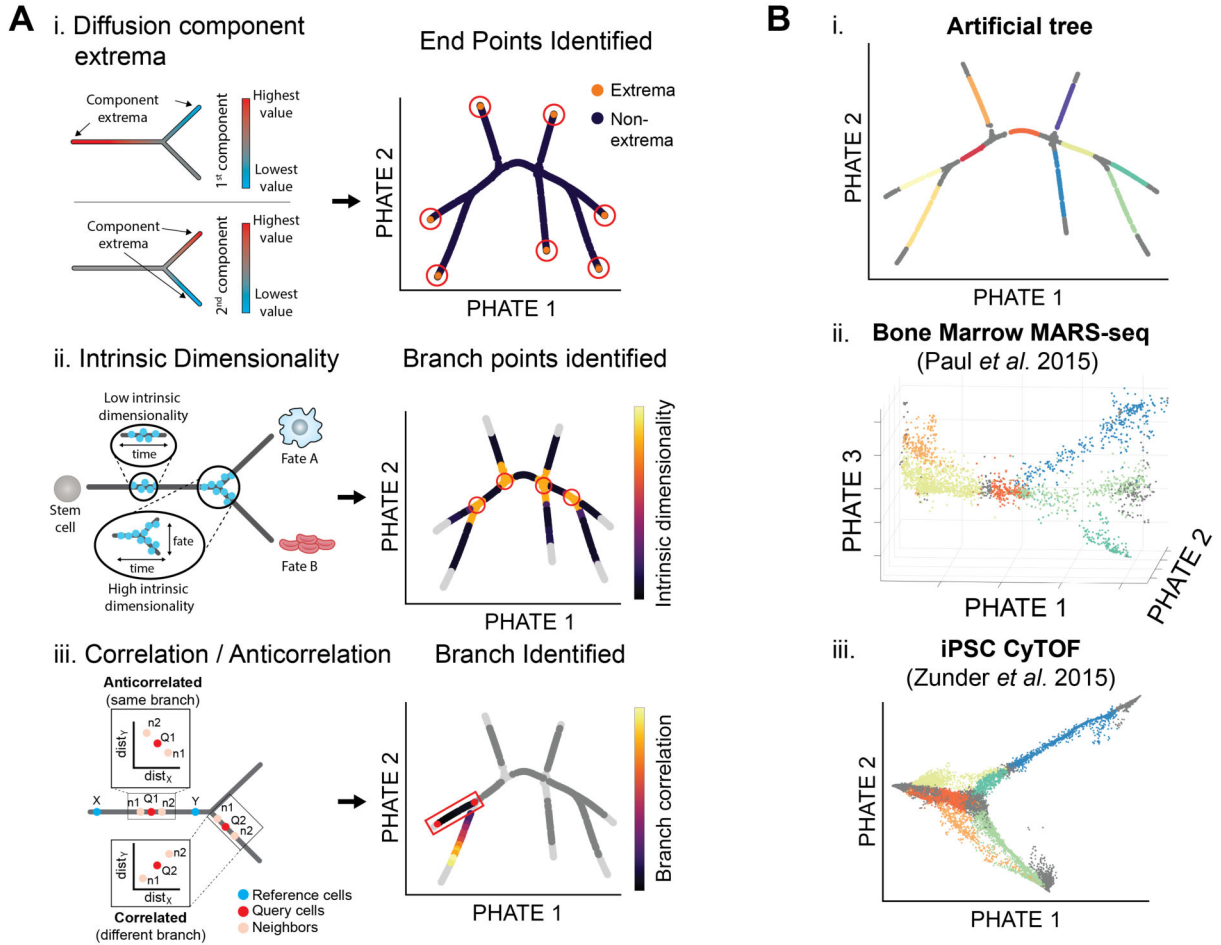 A
i. Diffusion component
extrema
Component
extrema
Highest
value
1st component
Lowest
value
Component
extrema
Highest
value
2nd component
Lowest
value
End Points Identified
Extrema
Non-
extrema
PHATE 2
PHATE 1
ii. Intrinsic Dimensionality
Low intrinsic
dimensionality
time
Stem
cell
Fate A
fate
time
Fate B
High intrinsic
dimensionality
Branch points identified
PHATE 2
PHATE 1
Intrinsic dimensionality
iii. Correlation / Anticorrelation
Anticorrelated
(same branch)
n2
Q1
n1
distY
distX
X
n1
Q1
n2
Y
n1
Q2
n2
n2
Q2
n1
distY
distX
Correlated
(different branch)
Reference cells
Query cells
Neighbors
Branch Identified
PHATE 2
PHATE 1
Branch correlation
B
i.
Artificial tree
PHATE 2
PHATE 1
ii.
Bone Marrow MARS-seq
(Paul et al. 2015)
PHATE 3
PHATE 1
PHATE 2
iii.
iPSC CyTOF
(Zunder et al. 2015)
PHATE 2
PHATE 1